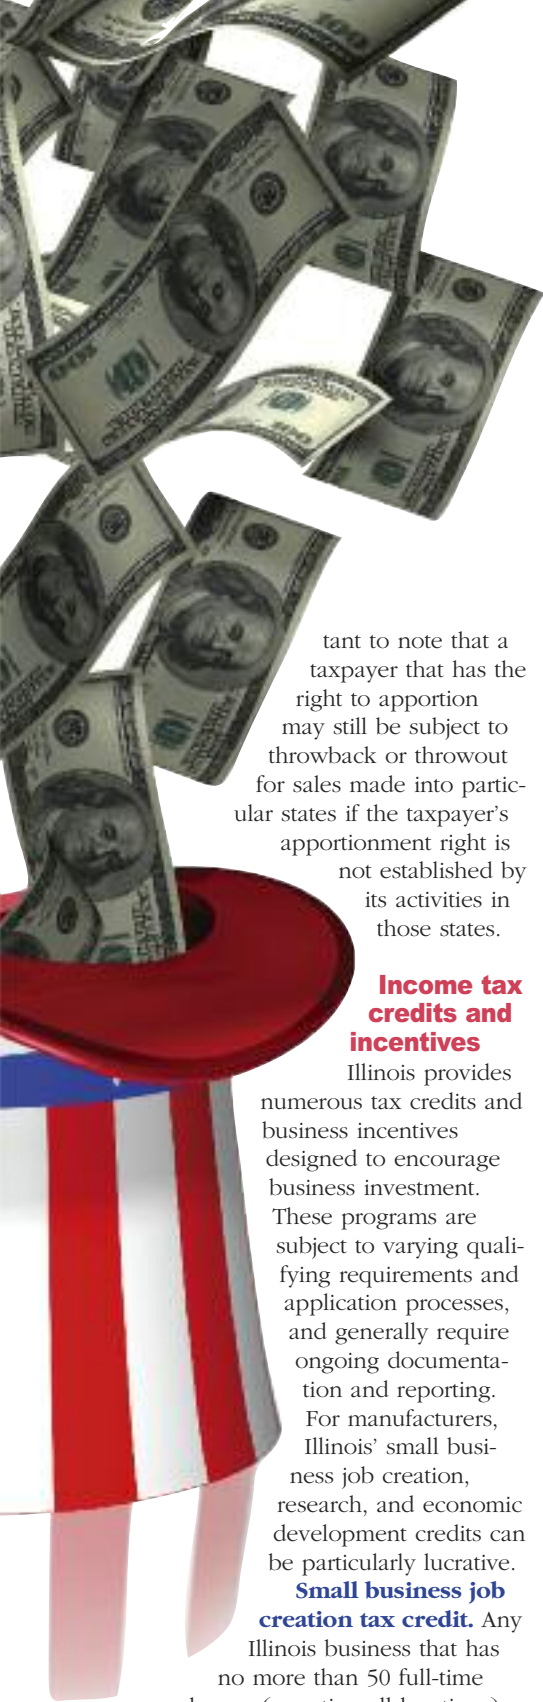 tant to note that a
taxpayer that has the
right to apportion
may still be subject to
throwback or throwout
for sales made into partic-
ular states if the taxpayer's
apportionment right is
not established by
its activities in
those states.
Income tax
credits and
incentives
Illinois provides
numerous tax credits and
business incentives
designed to encourage
business investment.
These programs are
subject to varying quali-
fying requirements and
application processes,
and generally require
ongoing documenta-
tion and reporting.
For manufacturers,
Illinois' small busi-
ness job creation,
research, and economic
development credits can
be particularly lucrative.
Small business job
creation tax credit. Any
Illinois business that has
no more than 50 full-time